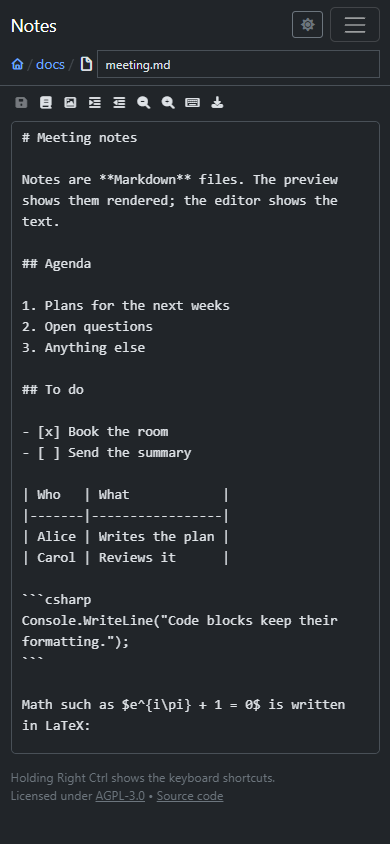 Notes
/ docs / meeting.md
# Meeting notes
Notes are **Markdown** files. The preview
shows them rendered; the editor shows the
text.
## Agenda
1. Plans for the next weeks
2. Open questions
3. Anything else
## To do
- [x] Book the room
- [ ] Send the summary
| Who   | What            |
|-------|-----------------|
| Alice | Writes the plan |
| Carol | Reviews it      |
```csharp
Console.WriteLine("Code blocks keep their
formatting.");
```
Math such as $e^{i\pi} + 1 = 0$ is written
in LaTeX:
Holding Right Ctrl shows the keyboard shortcuts.
Licensed under AGPL-3.0 • Source code